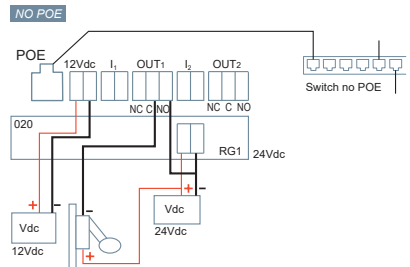 NO POE
POE
12Vdc I1 OUT1 I2 OUT2
NC C NO NC C NO
Switch no POE
020
RG1 24Vdc
+ -
+ -
Vdc
12Vdc
-
+
Vdc
24Vdc